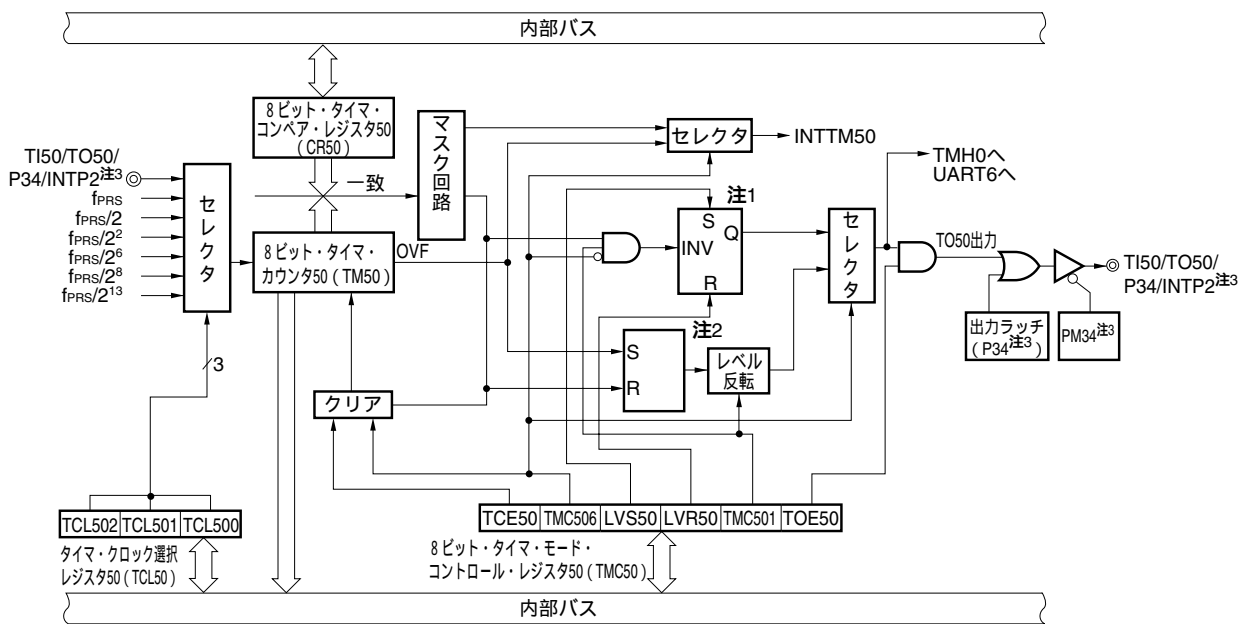 内部バス
8ビット・タイマ・
コンペア・レジスタ50
(CR50)
マスク回路
セレクタ
INTTM50
TI50/TO50/
P34/INTP2注3
fPRS
fPRS/2
fPRS/2²
fPRS/2⁶
fPRS/2⁸
fPRS/2¹³
セレクタ
一致
8ビット・タイマ・
カウンタ50(TM50)
OVF
注1
S
INV
Q
R
セレクタ
TMH0へ
UART6へ
TO50出力
TI50/TO50/
P34/INTP2注3
出力ラッチ
(P34注3)
PM34注3
注2
S
R
レベル
反転
3
クリア
TCL502 TCL501 TCL500
タイマ・クロック選択
レジスタ50(TCL50)
TCE50 TMC506 LVS50 LVR50 TMC501 TOE50
8ビット・タイマ・モード・
コントロール・レジスタ50(TMC50)
内部バス